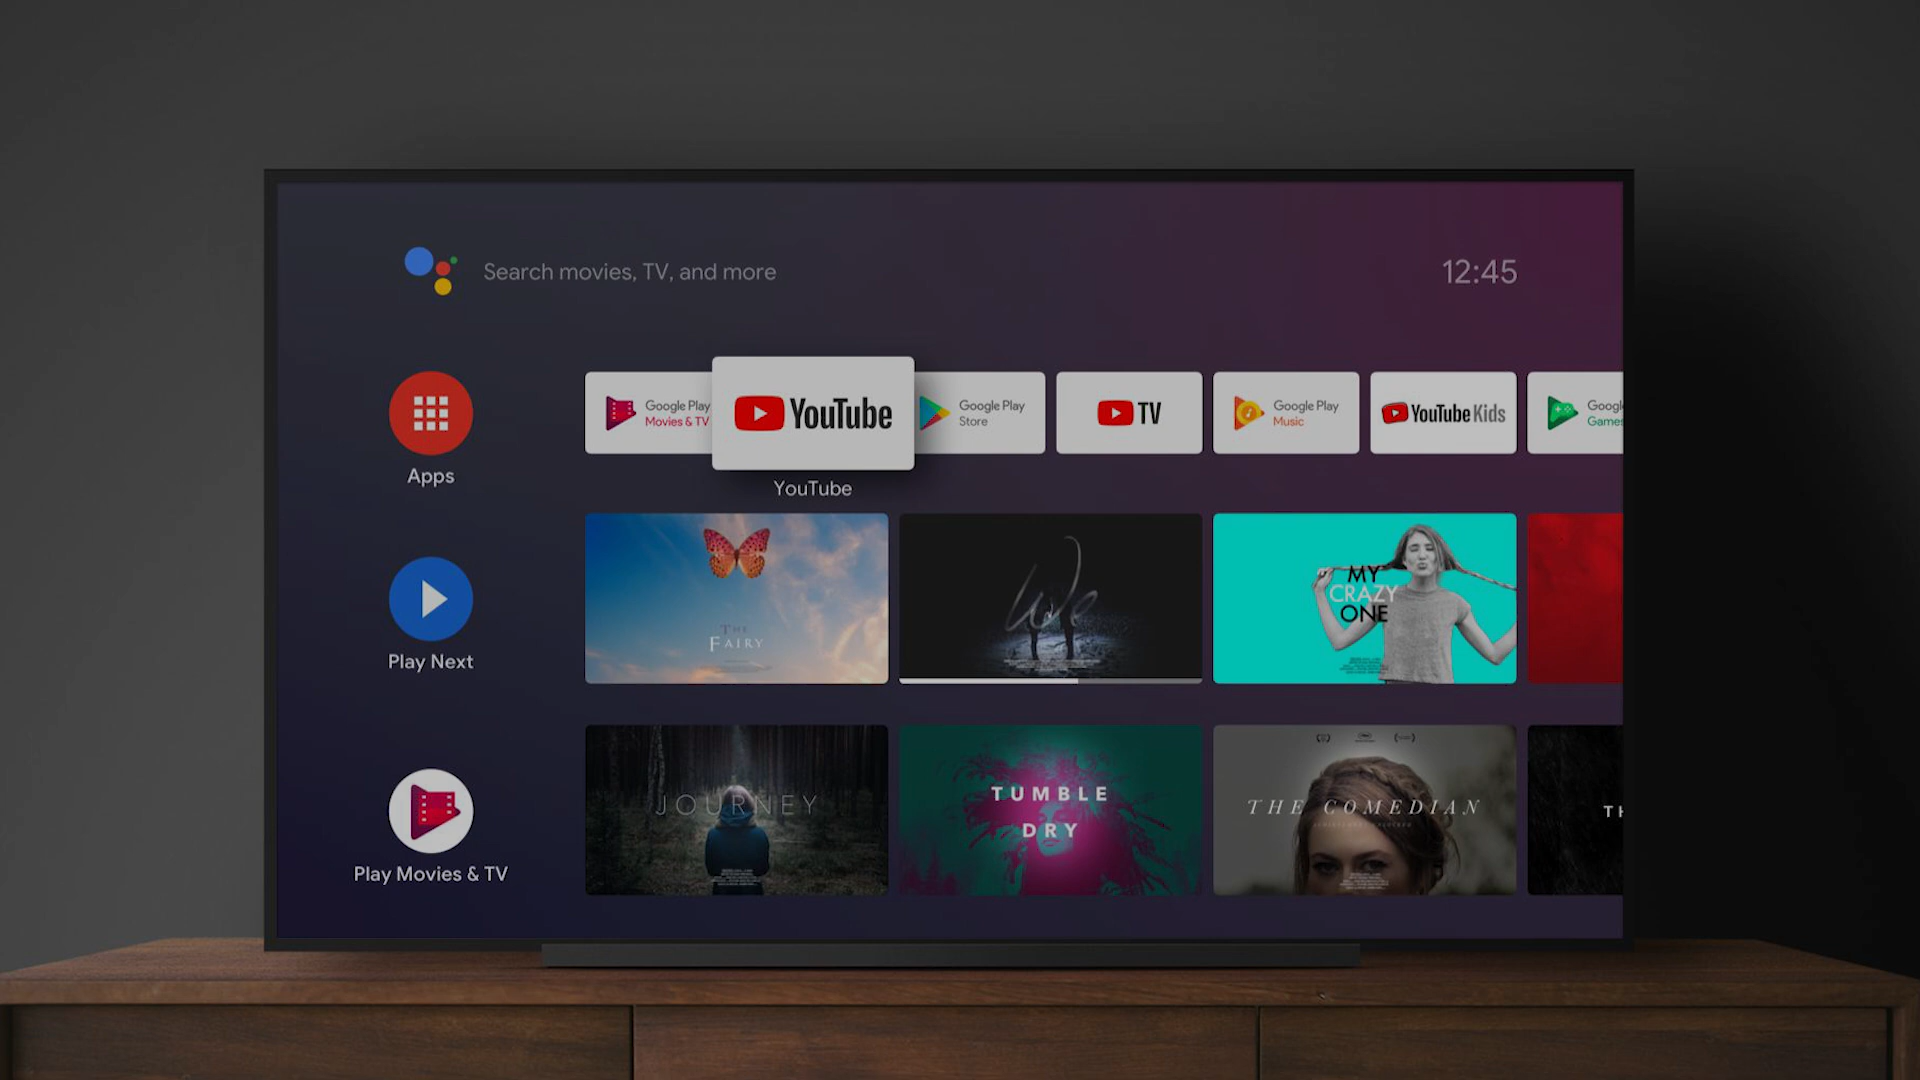 Search movies, TV, and more
12:45
Apps
Google Play
Movies & TV
YouTube
Google Play
Store
TV
Google Play
Music
YouTube Kids
YouTube
Play Next
THE
FAIRY
We
MY
CRAZY
ONE
Play Movies & TV
JOURNEY
TUMBLE
DRY
THE COMEDIAN